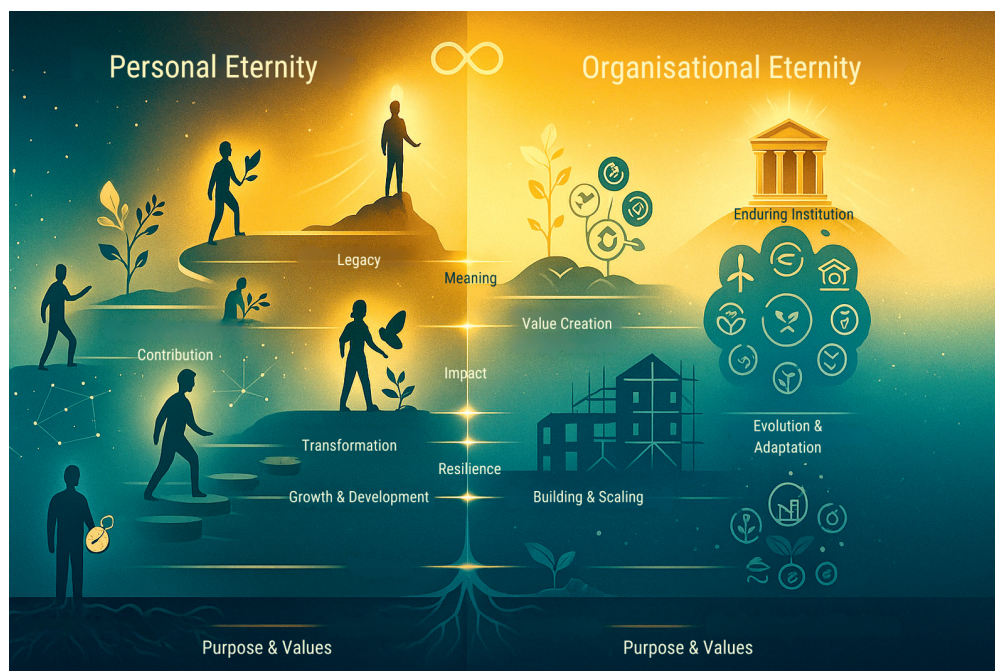 Personal Eternity
Organisational Eternity
Enduring Institution
Legacy
Meaning
Value Creation
Contribution
Impact
Evolution &
Adaptation
Transformation
Resilience
Growth & Development
Building & Scaling
Purpose & Values
Purpose & Values